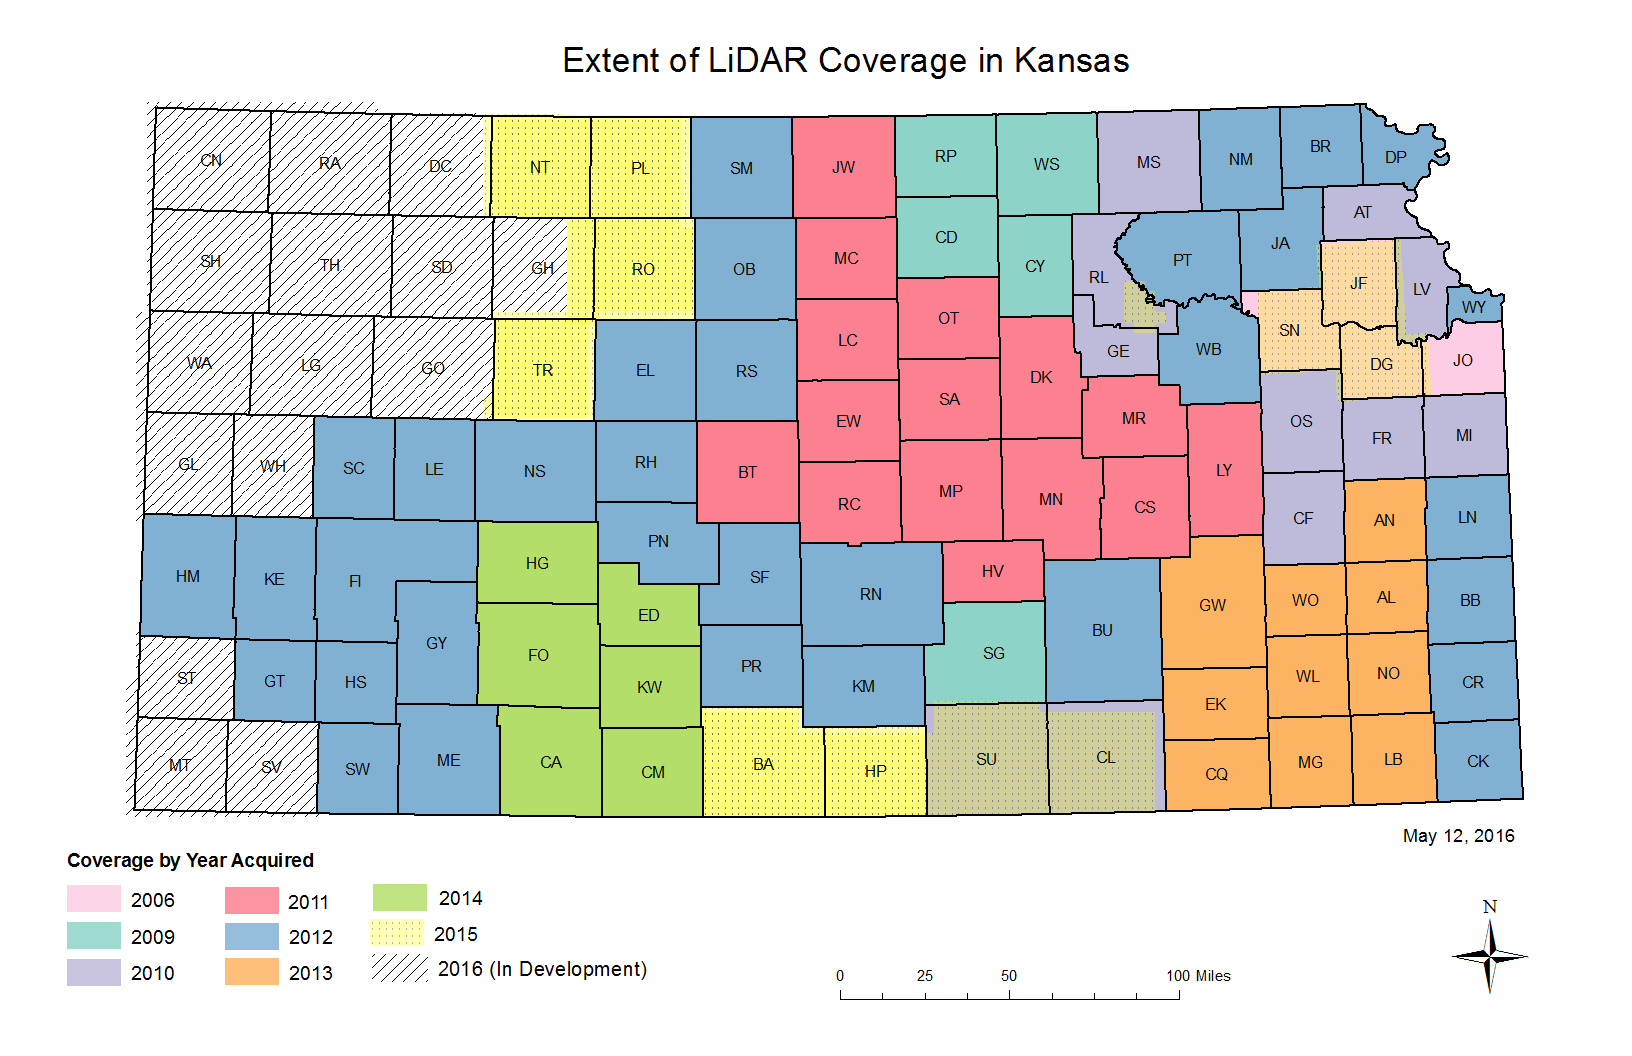 Extent of LiDAR Coverage in Kansas
CN RA DC NT PL SM JW RP WS MS NM BR DP
SH TH SD GH RO OB MC CD CY RL PT JA AT
JF LV WY
WA LG GO TR EL RS LC OT DK GE WB SN DG JO
GL WH SC LE NS RH BT EW SA MR OS FR MI
RC MP MN CS LY CF AN LN
HM KE FI HG PN SF RN HV GW WO AL BB
GY ED BU
ST GT HS FO KW PR KM SG EK WL NO CR
MT SV SW ME CA CM BA HP SU CL CQ MG LB CK
May 12, 2016
Coverage by Year Acquired
2006 2011 2014
2009 2012 2015
2010 2013 2016 (In Development)
N
0 25 50 100 Miles